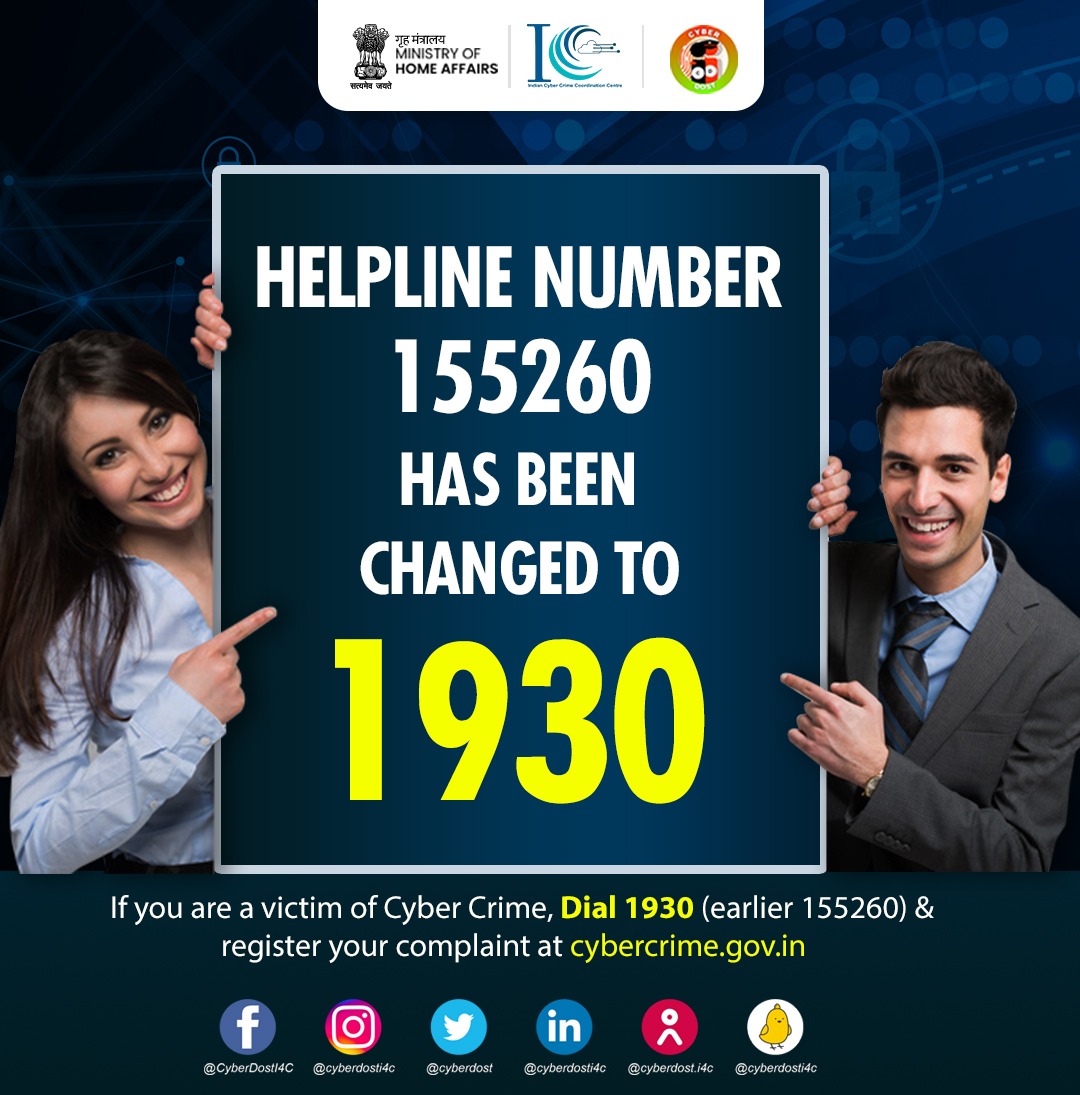 गृह मंत्रालय
MINISTRY OF
HOME AFFAIRS
सत्यमेव जयते
Indian Cyber Crime Coordination Centre
CYBER
DOST
HELPLINE NUMBER
155260
HAS BEEN
CHANGED TO
1930
If you are a victim of Cyber Crime, Dial 1930 (earlier 155260) &
register your complaint at cybercrime.gov.in
@CyberDostI4C @cyberdosti4c @cyberdost @cyberdosti4c @cyberdost.i4c @cyberdosti4c